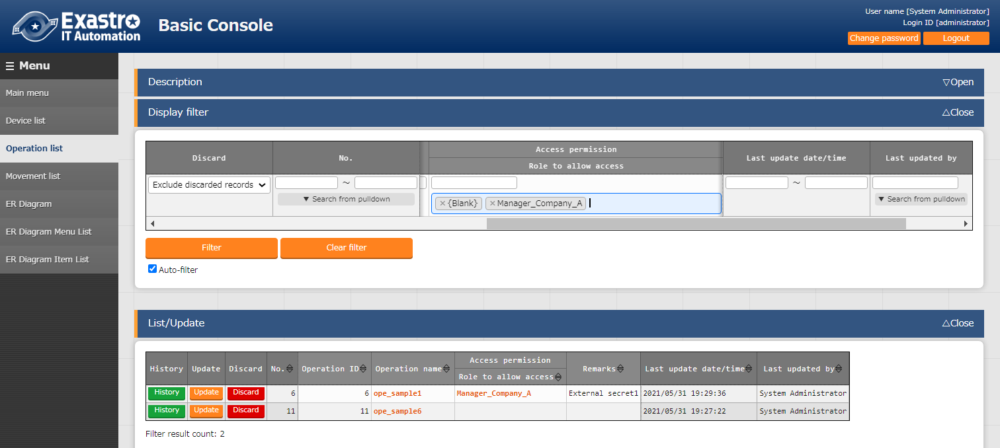 Exastro
IT Automation
Basic Console
User name [System Administrator]
Login ID [administrator]
Change password
Logout
Menu
Main menu
Device list
Operation list
Movement list
ER Diagram
ER Diagram Menu List
ER Diagram Item List
Description
▽Open
Display filter
△Close
Discard
No.
Access permission
Role to allow access
Last update date/time
Last updated by
Exclude discarded records
~
~
▼ Search from pulldown
× {Blank} × Manager_Company_A
▼ Search from pulldown
Filter
Clear filter
Auto-filter
List/Update
△Close
History Update Discard No. Operation ID Operation name Access permission Remarks Last update date/time Last updated by
Role to allow access
History Update Discard 6 6 ope_sample1 Manager_Company_A External secret1 2021/05/31 19:29:36 System Administrator
History Update Discard 11 11 ope_sample6 2021/05/31 19:27:22 System Administrator
Filter result count: 2